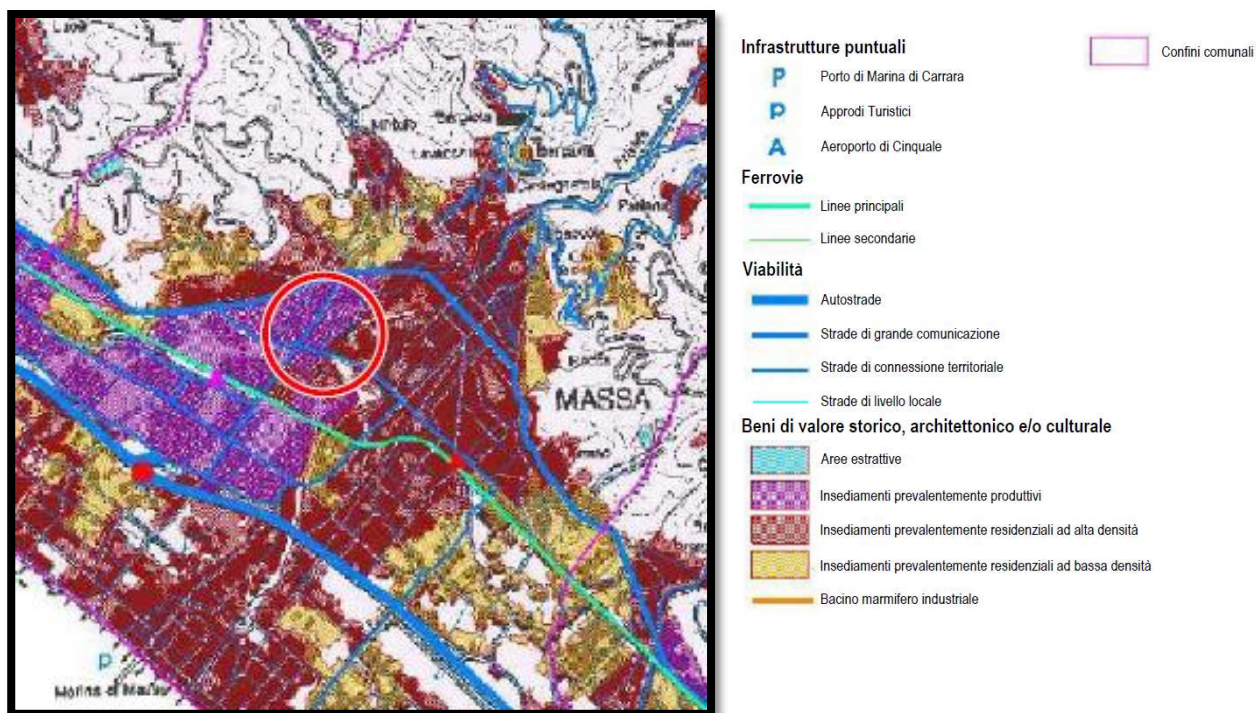 MASSA
P
Infrastrutture puntuali
P Porto di Marina di Carrara
P Approdi Turistici
A Aeroporto di Cinquale
Ferrovie
Linee principali
Linee secondarie
Viabilità
Autostrade
Strade di grande comunicazione
Strade di connessione territoriale
Strade di livello locale
Beni di valore storico, architettonico e/o culturale
Aree estrattive
Insediamenti prevalentemente produttivi
Insediamenti prevalentemente residenziali ad alta densità
Insediamenti prevalentemente residenziali ad bassa densità
Bacino marmifero industriale
Confini comunali